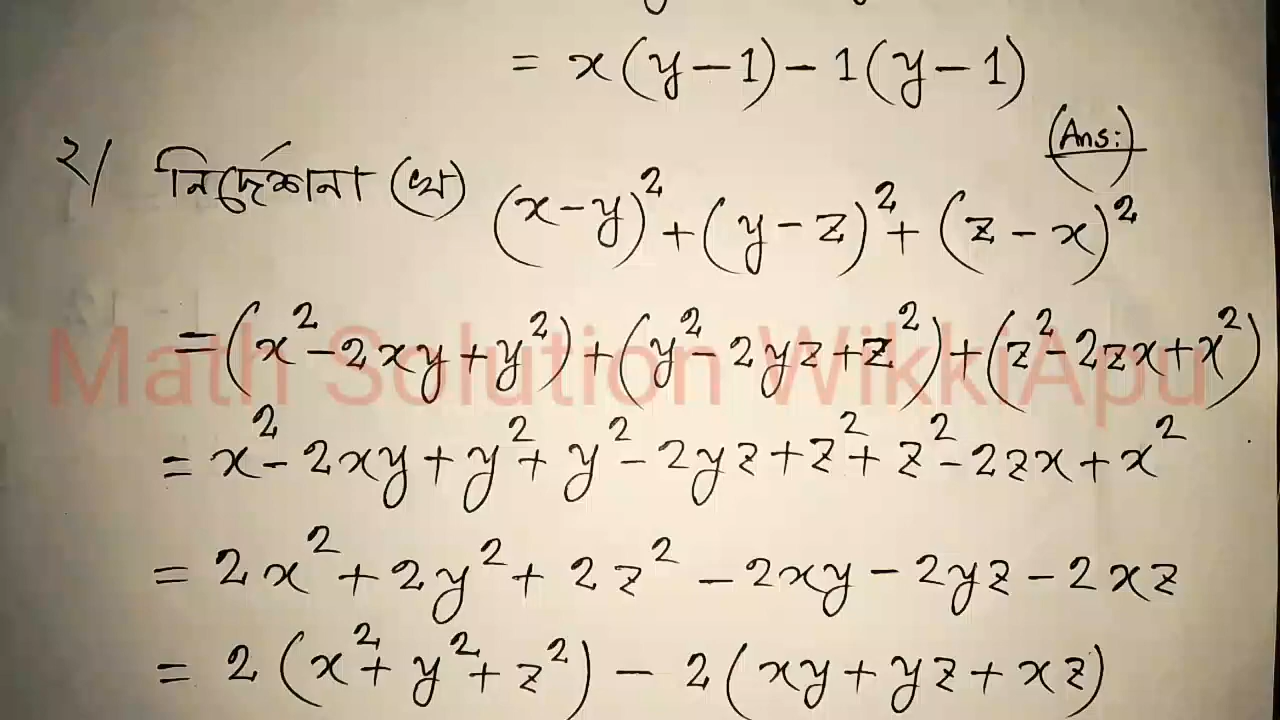 = x(y-1)-1(y-1)
(Ans:)
২। নির্দেশনা (খ) (x-y)²+(y-z)²+(z-x)²
=(x²-2xy+y²)+(y²-2yz+z²)+(z²-2zx+x²)
Math Solution WikkiApu
= x²-2xy+y²+y²-2yz+z²+z²-2zx+x²
= 2x²+2y²+2z²-2xy-2yz-2xz
= 2(x²+y²+z²)-2(xy+yz+xz)